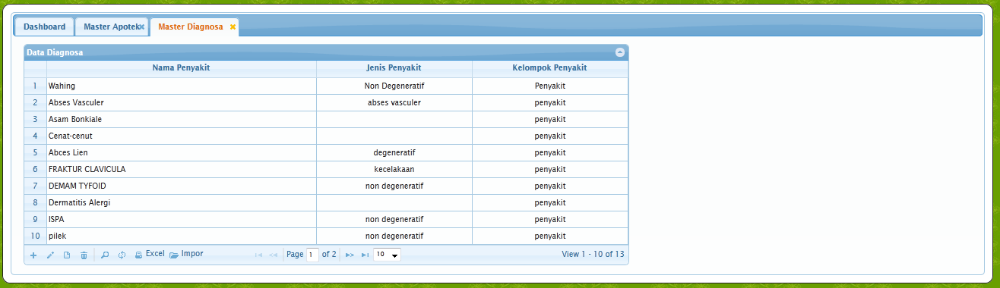 Dashboard Master Apotek Master Diagnosa
Data Diagnosa
Nama Penyakit Jenis Penyakit Kelompok Penyakit
1 Wahing Non Degeneratif Penyakit
2 Abses Vasculer abses vasculer penyakit
3 Asam Bonkiale penyakit
4 Cenat-cenut penyakit
5 Abces Lien degeneratif penyakit
6 FRAKTUR CLAVICULA kecelakaan penyakit
7 DEMAM TYFOID non degeneratif penyakit
8 Dermatitis Alergi penyakit
9 ISPA non degeneratif penyakit
10 pilek non degeneratif penyakit
Excel Impor Page 1 of 2 10 View 1 - 10 of 13